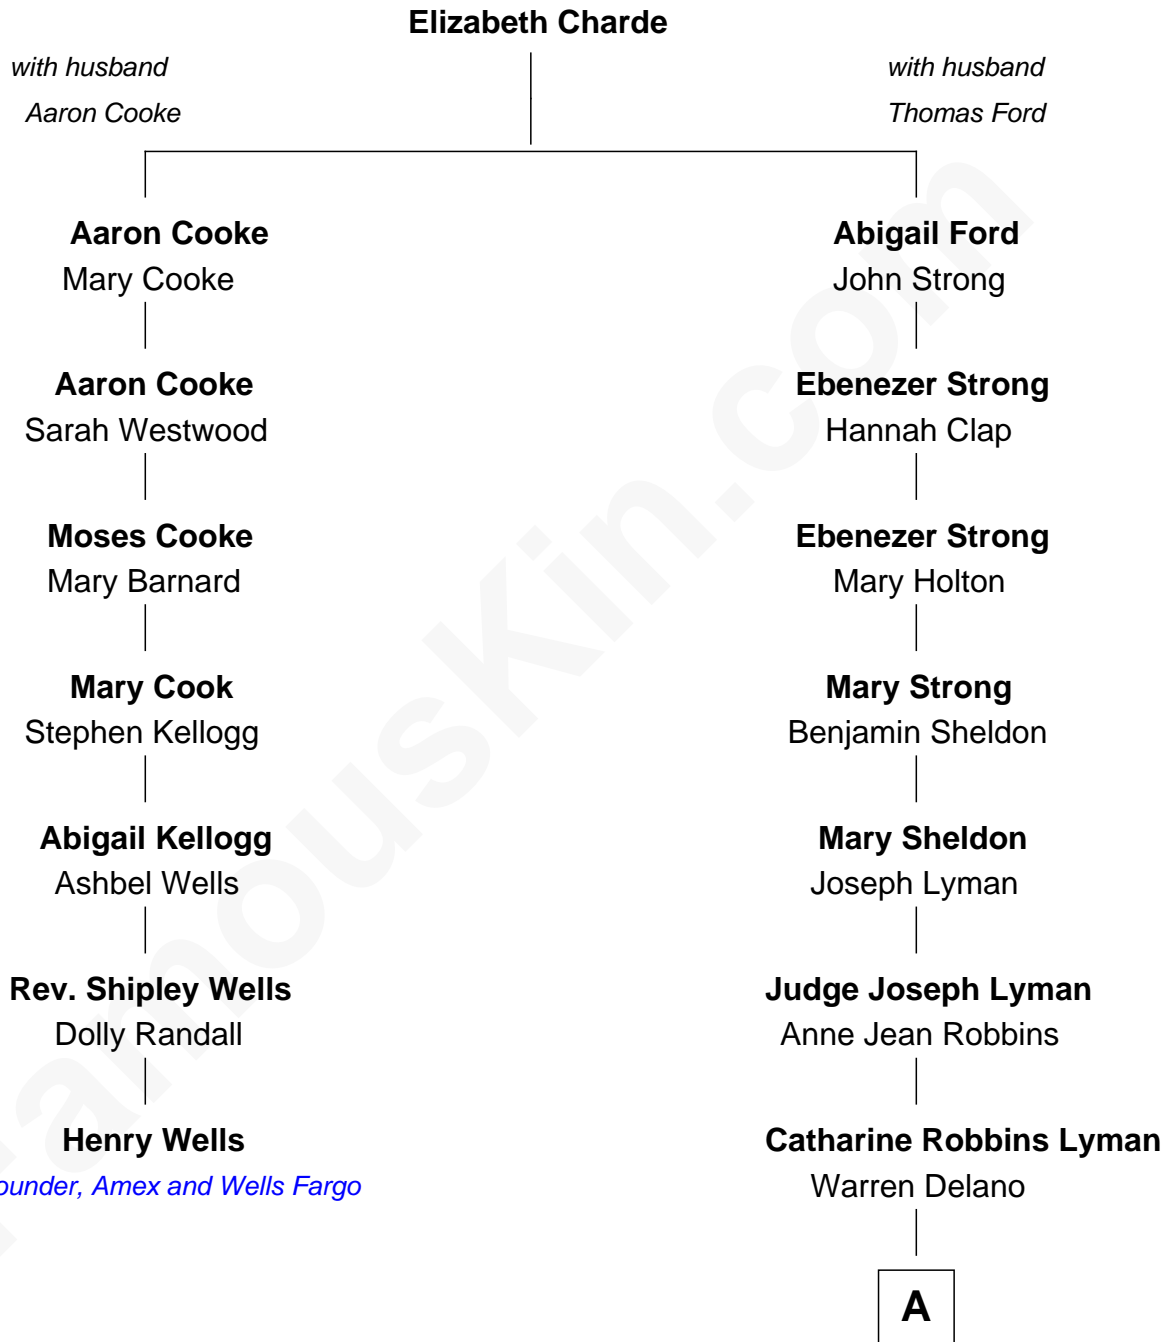 Elizabeth Charde
with husband
Aaron Cooke
with husband
Thomas Ford
Aaron Cooke
Mary Cooke
Abigail Ford
John Strong
Aaron Cooke
Sarah Westwood
Ebenezer Strong
Hannah Clap
Moses Cooke
Mary Barnard
Ebenezer Strong
Mary Holton
Mary Cook
Stephen Kellogg
Mary Strong
Benjamin Sheldon
Abigail Kellogg
Ashbel Wells
Mary Sheldon
Joseph Lyman
Rev. Shipley Wells
Dolly Randall
Judge Joseph Lyman
Anne Jean Robbins
Henry Wells
ounder, Amex and Wells Fargo
Catharine Robbins Lyman
Warren Delano
A
FamousKin.com